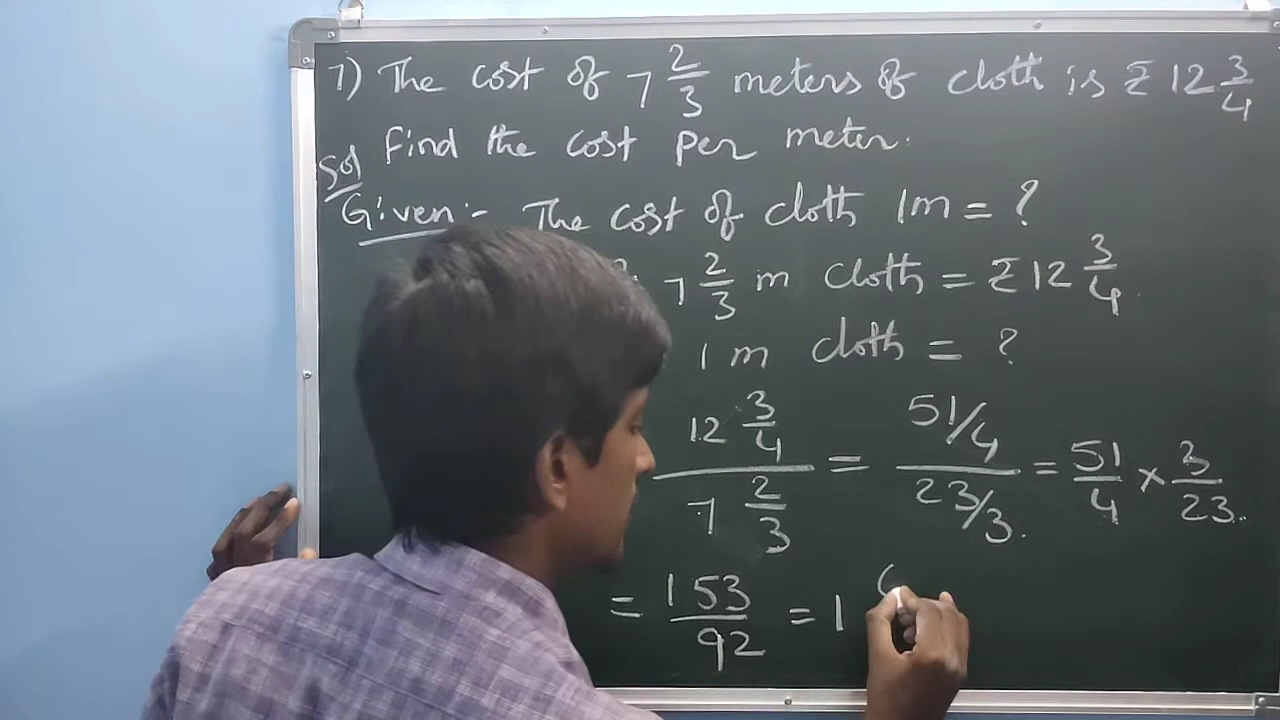 7) The cost of 7 2/3 meters of cloth is ₹ 12 3/4
Find the cost per meter.
Sol
Given:- The cost of cloth 1m = ?
7 2/3 m cloth = ₹ 12 3/4.
1 m cloth = ?
12 3/4 / 7 2/3 = 51/4 / 23/3. = 51/4 × 3/23.
= 153/92 = 1